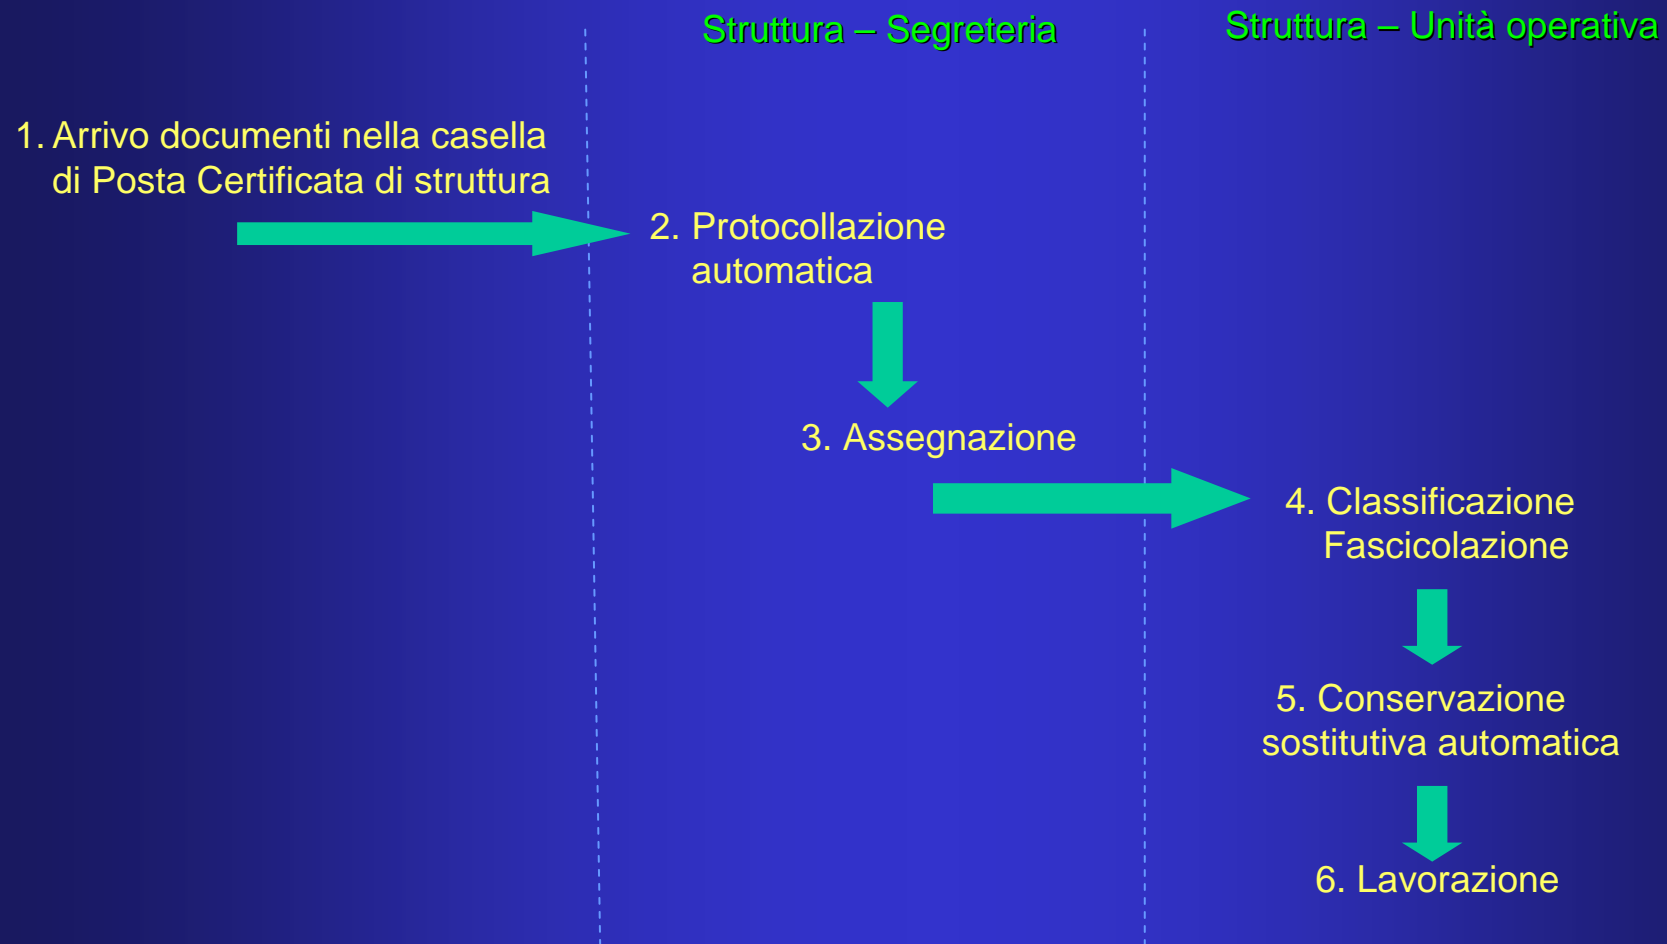 Struttura – Segreteria
Struttura – Unità operativa
1. Arrivo documenti nella casella
di Posta Certificata di struttura
2. Protocollazione
automatica
3. Assegnazione
4. Classificazione
Fascicolazione
5. Conservazione
sostitutiva automatica
6. Lavorazione